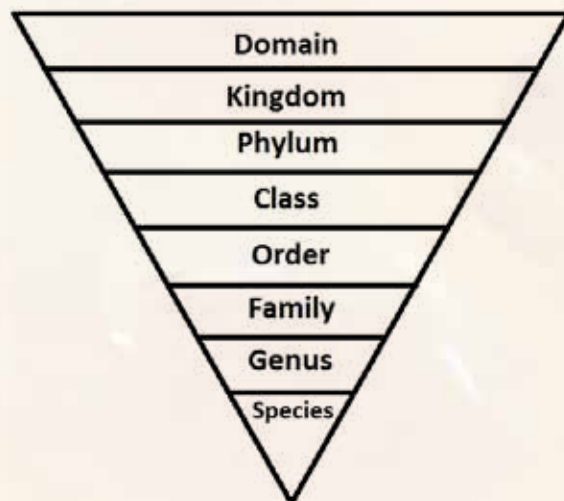 Domain
Kingdom
Phylum
Class
Order
Family
Genus
Species